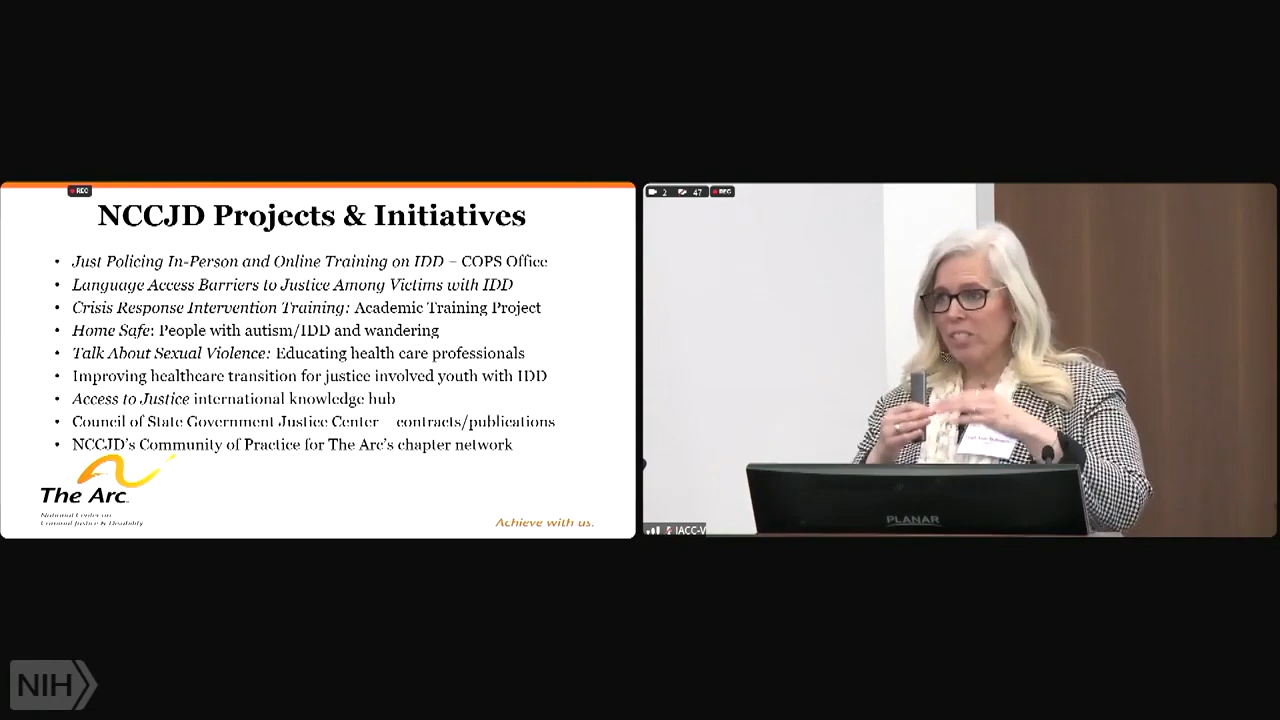 REC
NCCJD Projects & Initiatives
• Just Policing In-Person and Online Training on IDD – COPS Office
• Language Access Barriers to Justice Among Victims with IDD
• Crisis Response Intervention Training: Academic Training Project
• Home Safe: People with autism/IDD and wandering
• Talk About Sexual Violence: Educating health care professionals
• Improving healthcare transition for justice involved youth with IDD
• Access to Justice international knowledge hub
• Council of State Government Justice Center – contracts/publications
• NCCJD's Community of Practice for The Arc's chapter network
The Arc
National Center on
Criminal Justice & Disability
Achieve with us.
2 47 REC
PLANAR
IACC-V
NIH